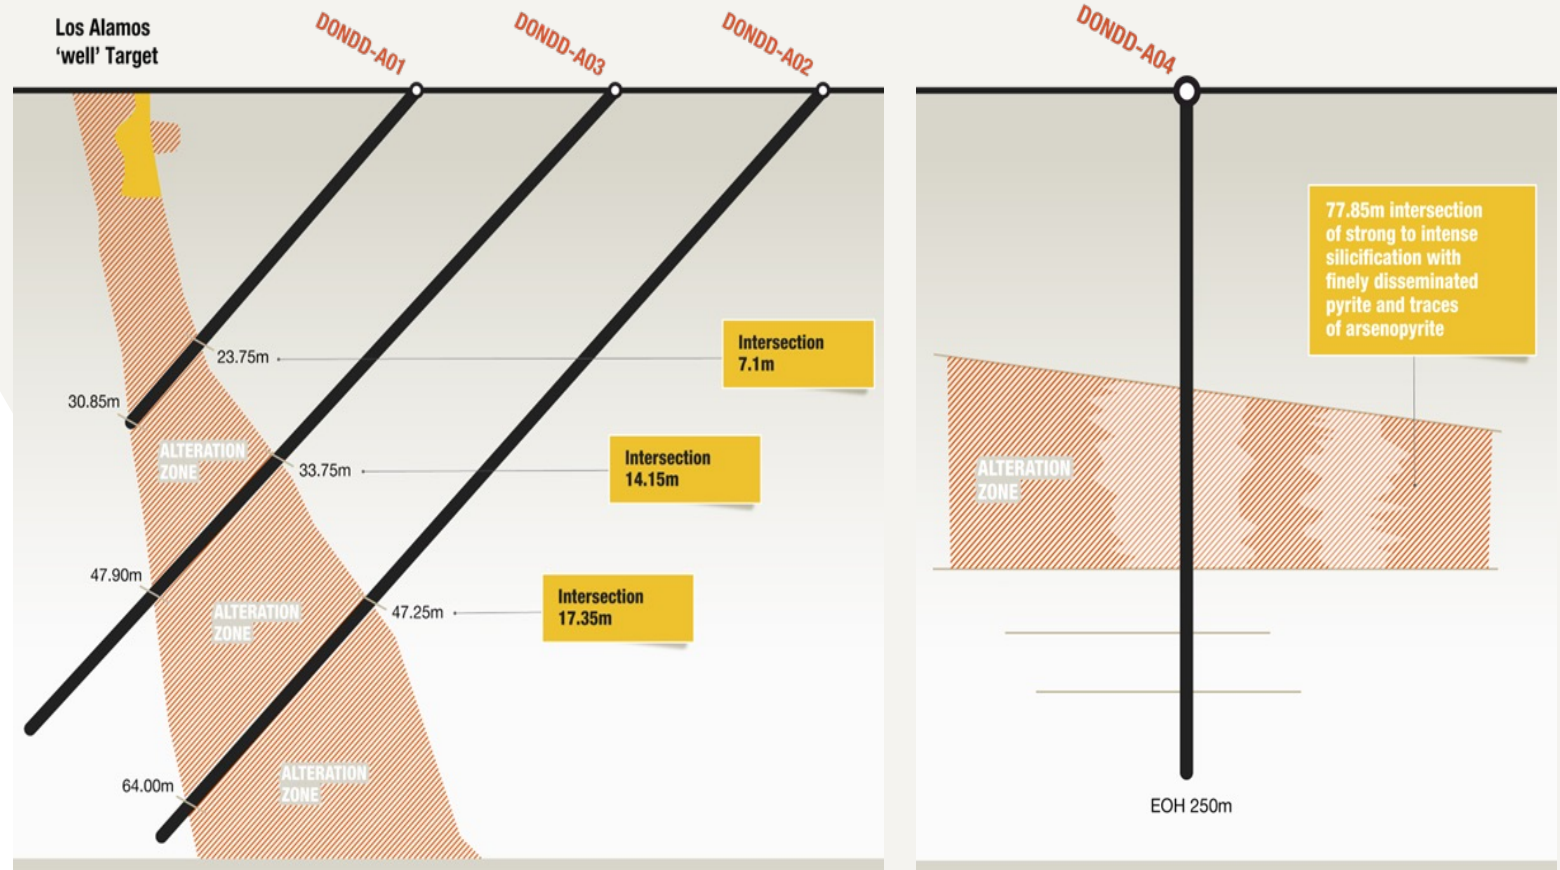 Los Alamos
‘well’ Target
DONDD-A01
DONDD-A03
DONDD-A02
23.75m
Intersection
7.1m
30.85m
ALTERATION
ZONE
33.75m
Intersection
14.15m
47.90m
ALTERATION
ZONE
47.25m
Intersection
17.35m
64.00m
ALTERATION
ZONE
DONDD-A04
77.85m intersection
of strong to intense
silicification with
finely disseminated
pyrite and traces
of arsenopyrite
ALTERATION
ZONE
EOH 250m